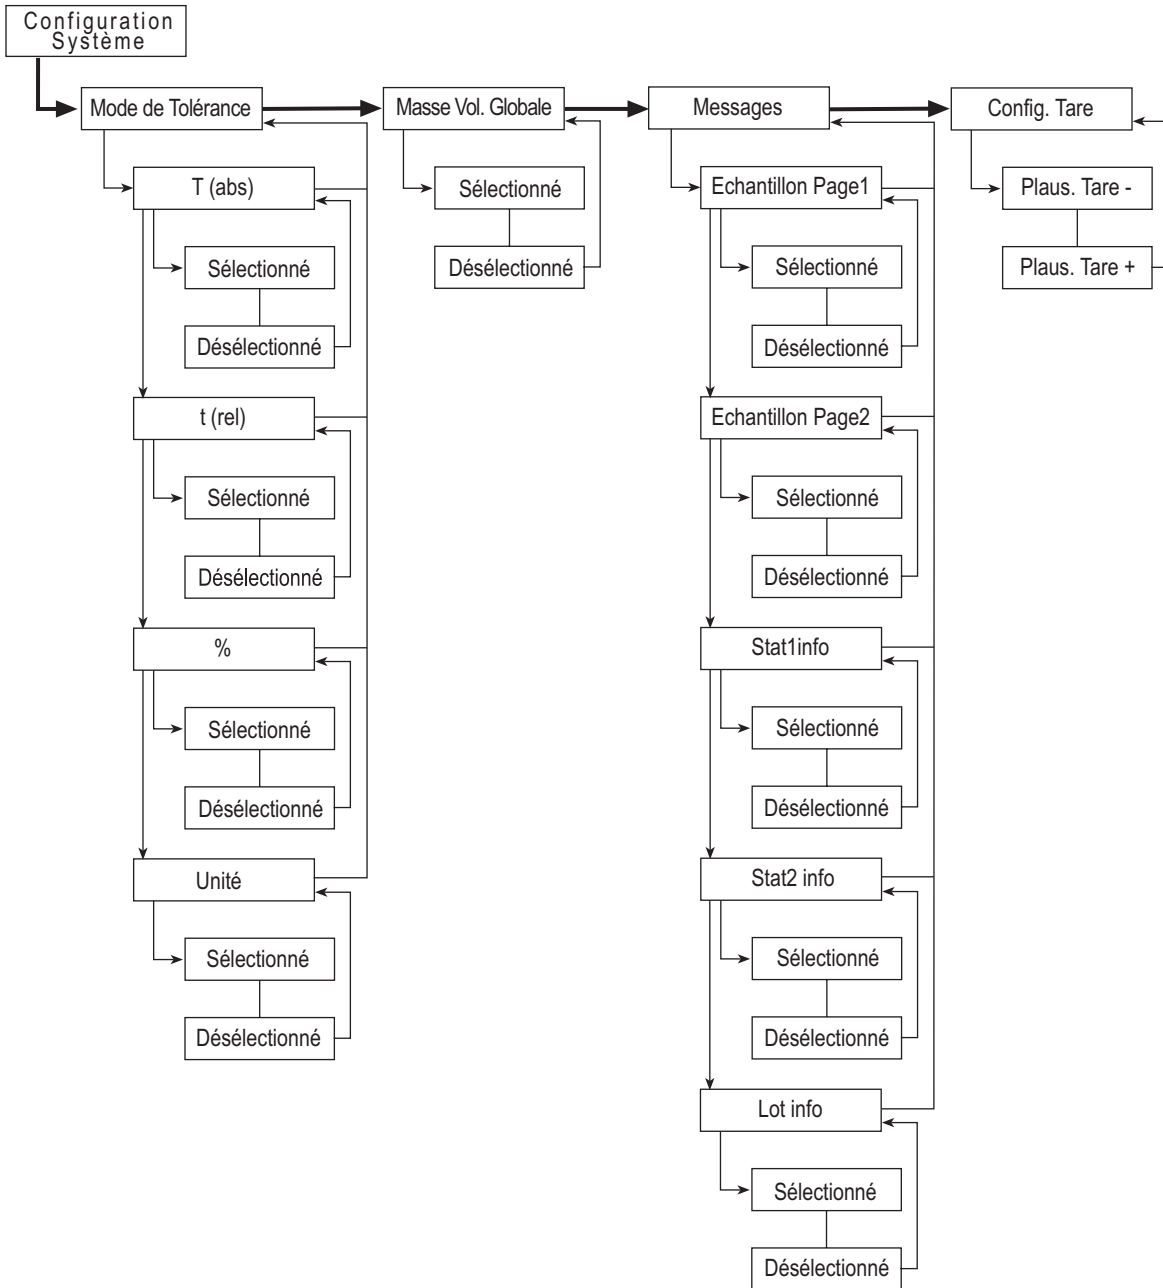 Configuration
Système
Mode de Tolérance
Masse Vol. Globale
Messages
Config. Tare
T (abs)
Sélectionné
Désélectionné
t (rel)
Sélectionné
Désélectionné
%
Sélectionné
Désélectionné
Unité
Sélectionné
Désélectionné
Sélectionné
Désélectionné
Echantillon Page1
Sélectionné
Désélectionné
Echantillon Page2
Sélectionné
Désélectionné
Stat1info
Sélectionné
Désélectionné
Stat2 info
Sélectionné
Désélectionné
Lot info
Sélectionné
Désélectionné
Plaus. Tare -
Plaus. Tare +